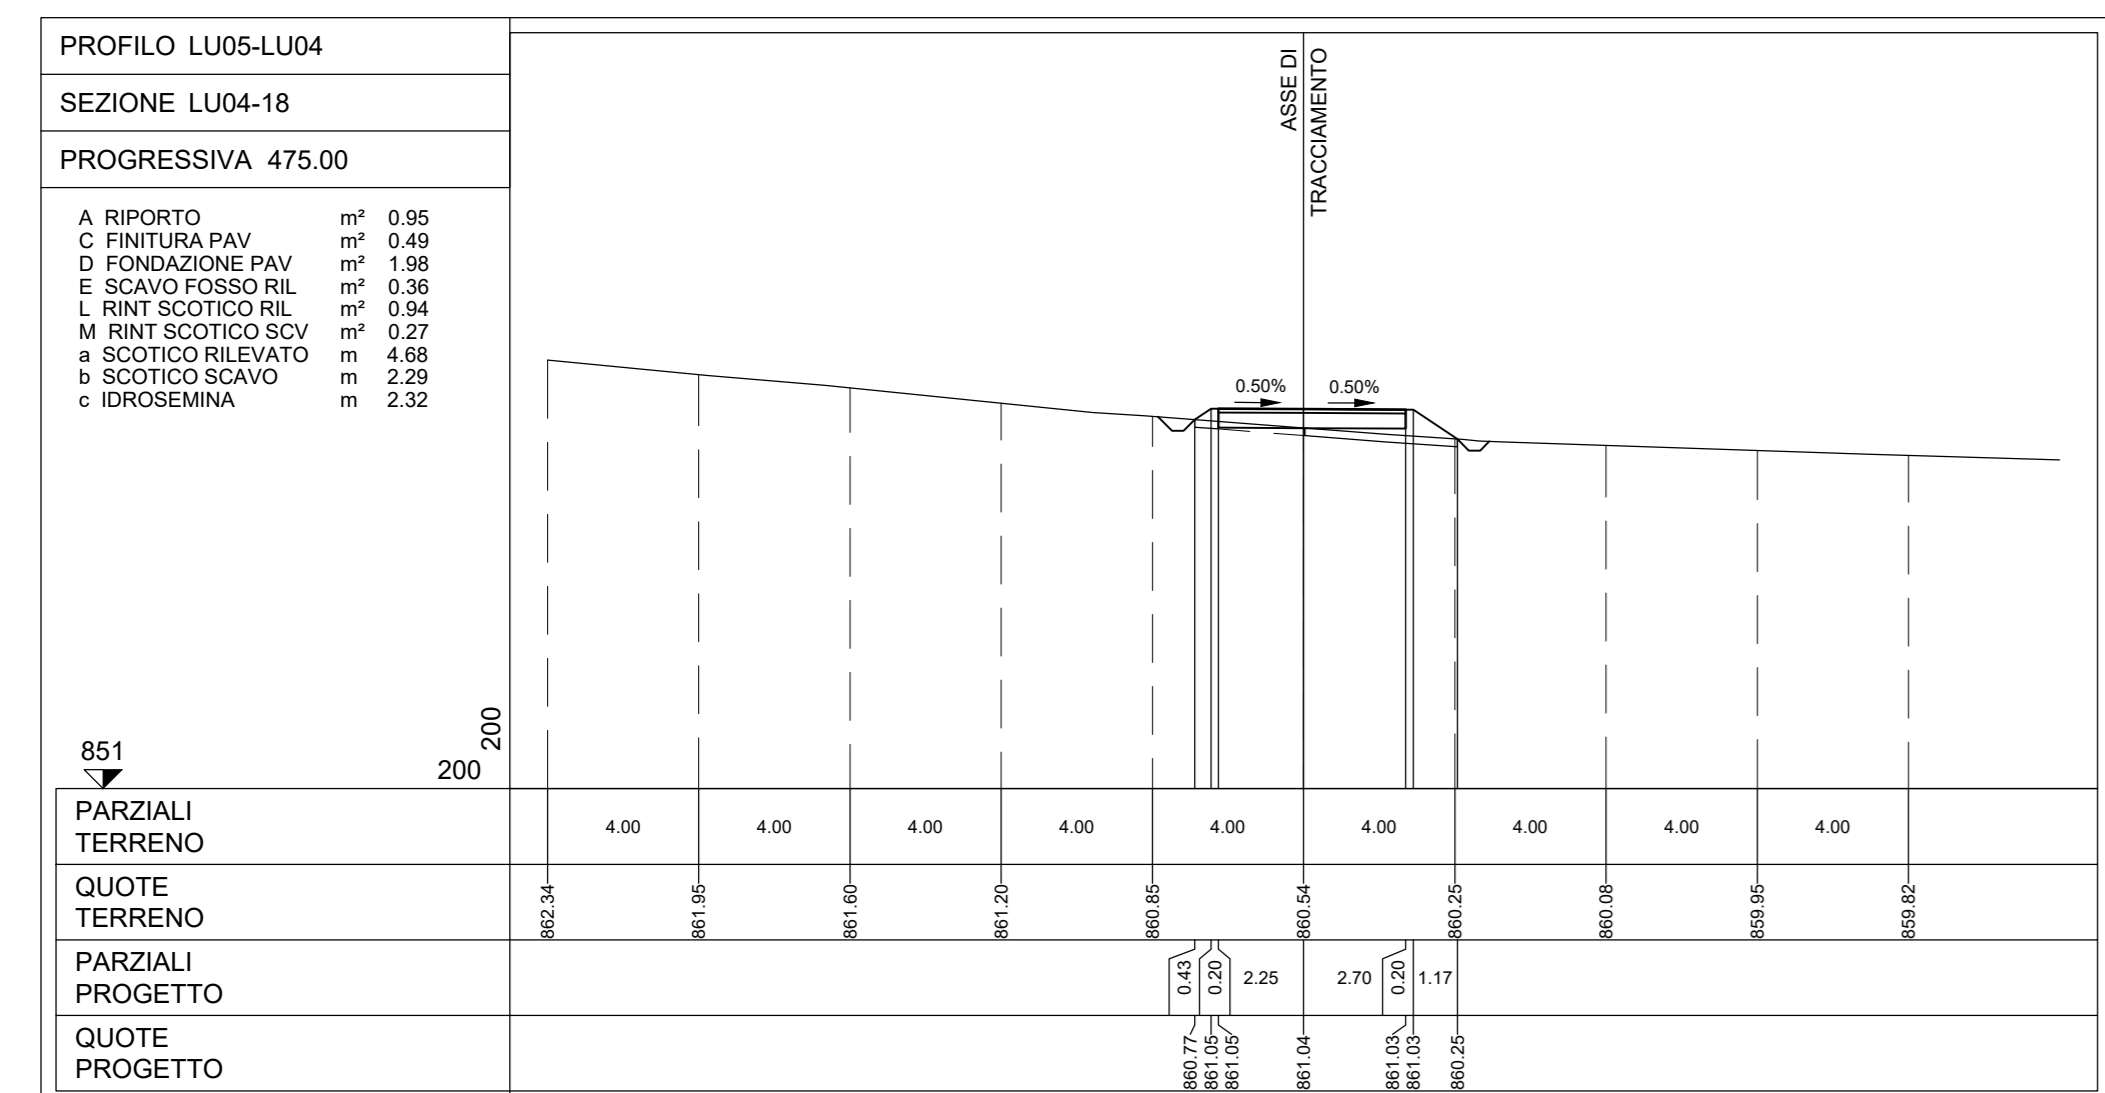 PROFILO LU05-LU04
SEZIONE LU04-18
PROGRESSIVA 475.00
A RIPORTO m² 0.95
C FINITURA PAV m² 0.49
D FONDAZIONE PAV m² 1.98
E SCAVO FOSSO RIL m² 0.36
L RINT SCOTICO RIL m² 0.94
M RINT SCOTICO SCV m² 0.27
a SCOTICO RILEVATO m 4.68
b SCOTICO SCAVO m 2.29
c IDROSEMINA m 2.32
ASSE DI
TRACCIAMENTO
0.50% 0.50%
851
200
200
PARZIALI
TERRENO
4.00 4.00 4.00 4.00 4.00 4.00 4.00 4.00 4.00
QUOTE
TERRENO
862.34 861.95 861.60 861.20 860.85 860.54 860.25 860.08 859.95 859.82
PARZIALI
PROGETTO
0.43 0.20 2.25 2.70 0.20 1.17
QUOTE
PROGETTO
860.77 861.05 861.05 861.04 861.03 861.03 860.25